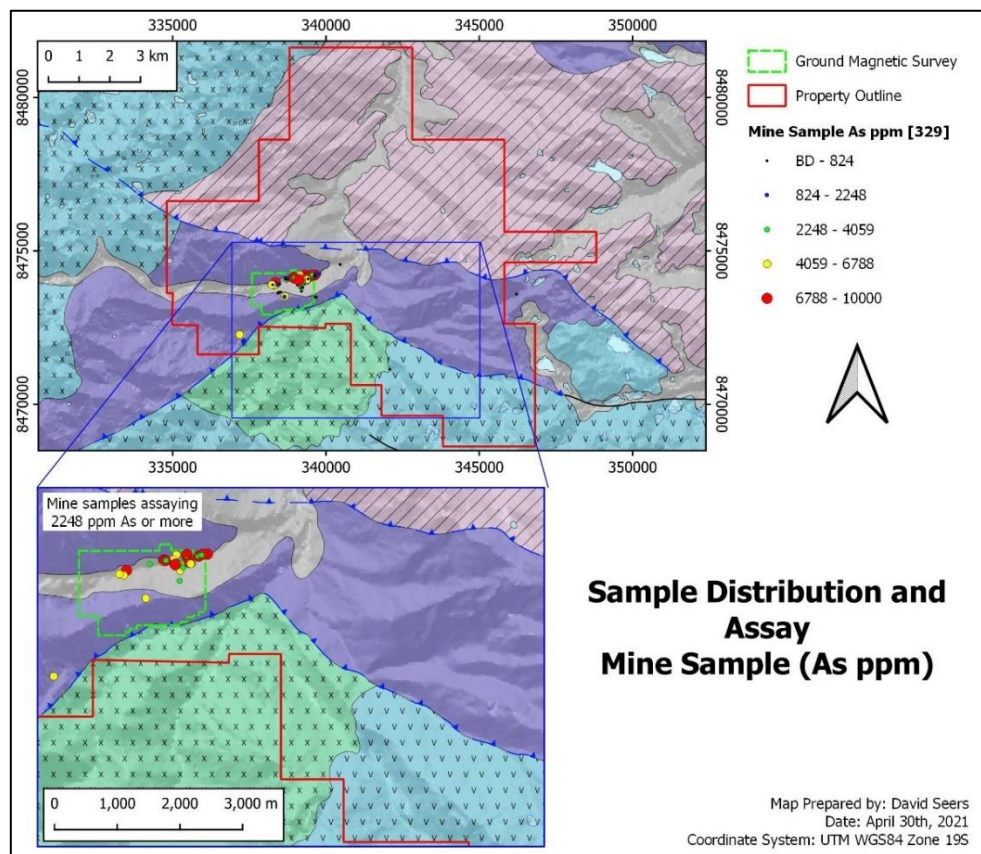 335000 340000 345000 350000
0 1 2 3 km
8480000
8475000
8470000
8480000
8475000
8470000
335000 340000 345000 350000
Ground Magnetic Survey
Property Outline
Mine Sample As ppm [329]
BD - 824
824 - 2248
2248 - 4059
4059 - 6788
6788 - 10000
Mine samples assaying
2248 ppm As or more
0 1,000 2,000 3,000 m
Sample Distribution and
Assay
Mine Sample (As ppm)
Map Prepared by: David Seers
Date: April 30th, 2021
Coordinate System: UTM WGS84 Zone 19S